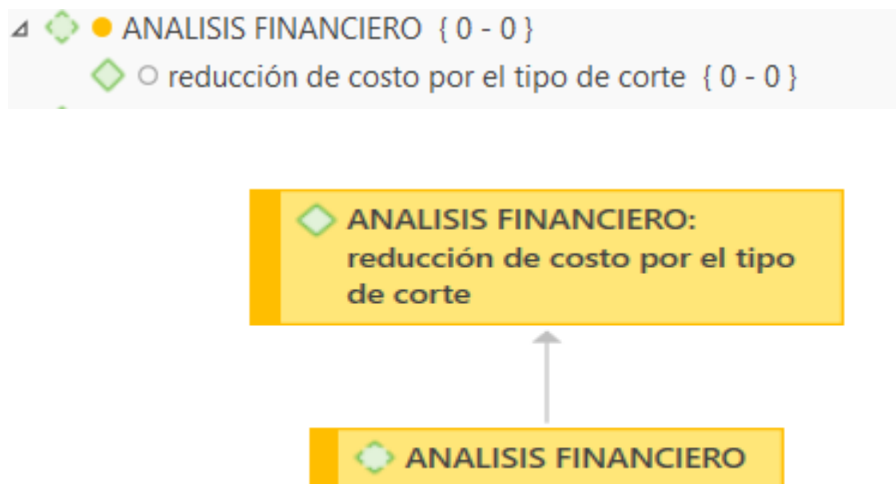 ANALISIS FINANCIERO { 0 - 0 }
reducción de costo por el tipo de corte { 0 - 0 }
ANALISIS FINANCIERO:
reducción de costo por el tipo
de corte
ANALISIS FINANCIERO